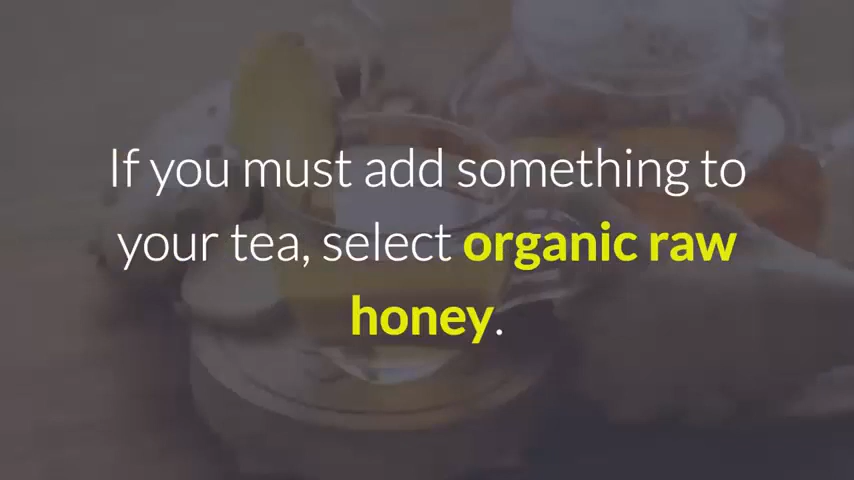 If you must add something to
your tea, select organic raw
honey.